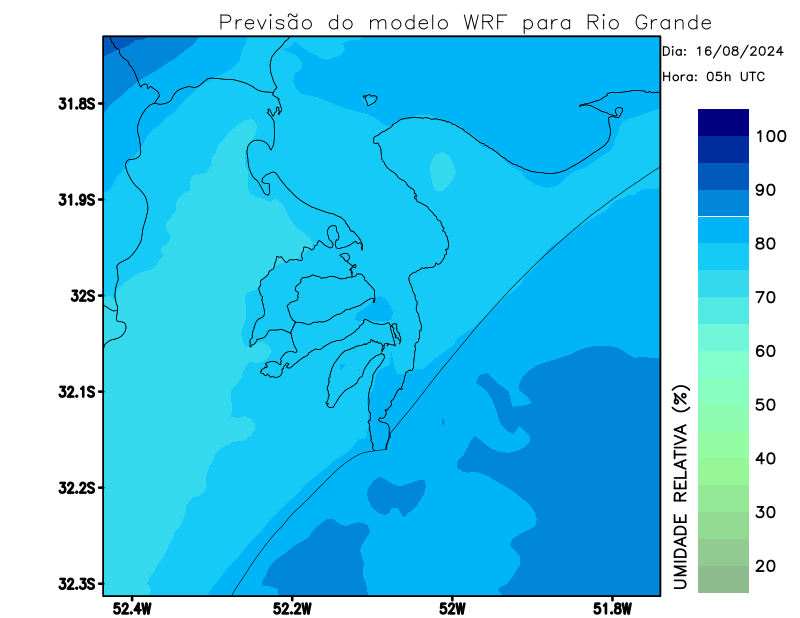 Previsão do modelo WRF para Rio Grande
Dia: 16/08/2024
Hora: 05h UTC
31.8S
31.9S
32S
32.1S
32.2S
32.3S
52.4W
52.2W
52W
51.8W
100
90
80
70
60
50
40
30
20
UMIDADE RELATIVA (%)